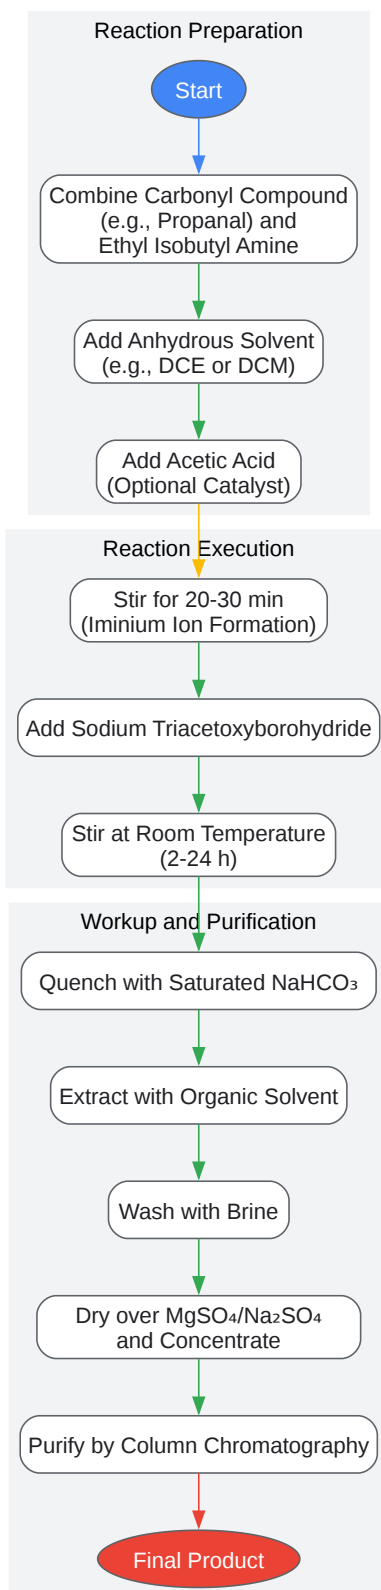 Reaction Preparation
Start
Combine Carbonyl Compound
(e.g., Propanal) and
Ethyl Isobutyl Amine
Add Anhydrous Solvent
(e.g., DCE or DCM)
Add Acetic Acid
(Optional Catalyst)
Reaction Execution
Stir for 20-30 min
(Iminium Ion Formation)
Add Sodium Triacetoxyborohydride
Stir at Room Temperature
(2-24 h)
Workup and Purification
Quench with Saturated NaHCO₃
Extract with Organic Solvent
Wash with Brine
Dry over MgSO₄/Na₂SO₄
and Concentrate
Purify by Column Chromatography
Final Product